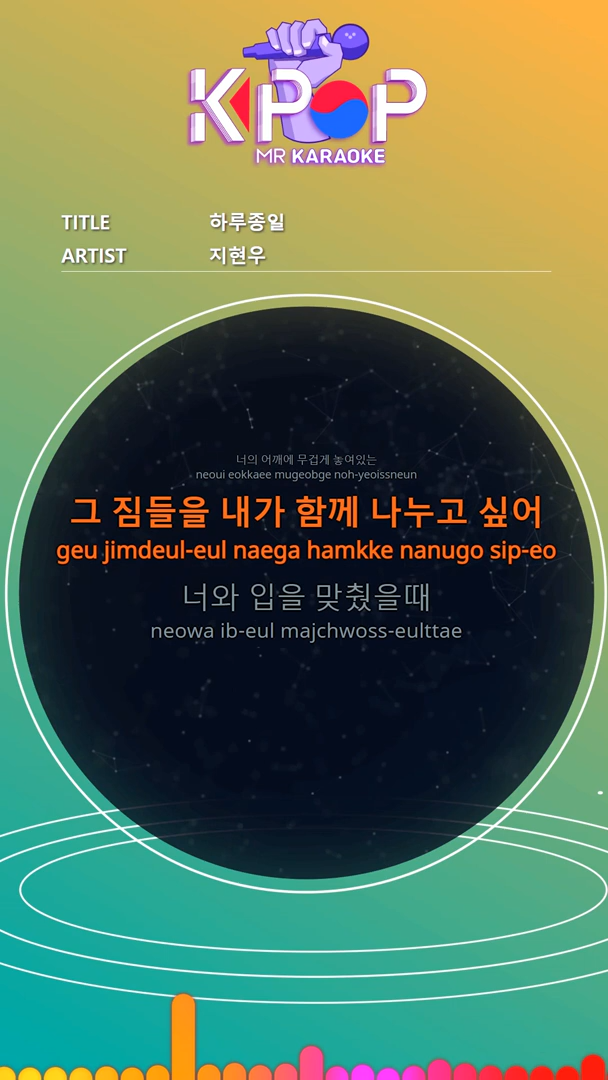 KPOP
MR KARAOKE
TITLE 하루종일
ARTIST 지현우
너의 어깨에 무겁게 놓여있는
neoui eokkaee mugeobge noh-yeoissneun
그 짐들을 내가 함께 나누고 싶어
geu jimdeul-eul naega hamkke nanugo sip-eo
너와 입을 맞췄을때
neowa ib-eul majchwoss-eulttae